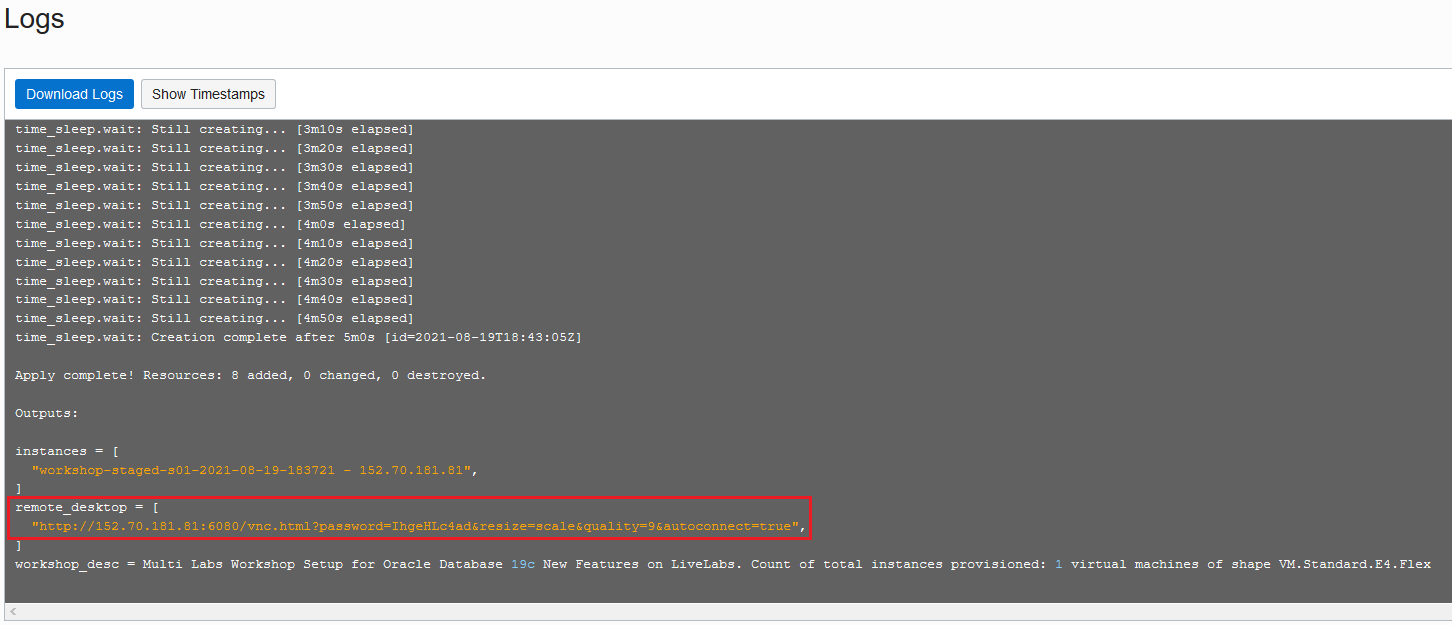 Logs
Download Logs Show Timestamps
time_sleep.wait: Still creating... [3m10s elapsed]
time_sleep.wait: Still creating... [3m20s elapsed]
time_sleep.wait: Still creating... [3m30s elapsed]
time_sleep.wait: Still creating... [3m40s elapsed]
time_sleep.wait: Still creating... [3m50s elapsed]
time_sleep.wait: Still creating... [4m0s elapsed]
time_sleep.wait: Still creating... [4m10s elapsed]
time_sleep.wait: Still creating... [4m20s elapsed]
time_sleep.wait: Still creating... [4m30s elapsed]
time_sleep.wait: Still creating... [4m40s elapsed]
time_sleep.wait: Still creating... [4m50s elapsed]
time_sleep.wait: Creation complete after 5m0s [id=2021-08-19T18:43:05Z]
Apply complete! Resources: 8 added, 0 changed, 0 destroyed.
Outputs:
instances = [
"workshop-staged-s01-2021-08-19-183721 - 152.70.181.81",
]
remote_desktop = [
"http://152.70.181.81:6080/vnc.html?password=IhgeHLc4ad&resize=scale&quality=9&autoconnect=true",
]
workshop_desc = Multi Labs Workshop Setup for Oracle Database 19c New Features on LiveLabs. Count of total instances provisioned: 1 virtual machines of shape VM.Standard.E4.Flex